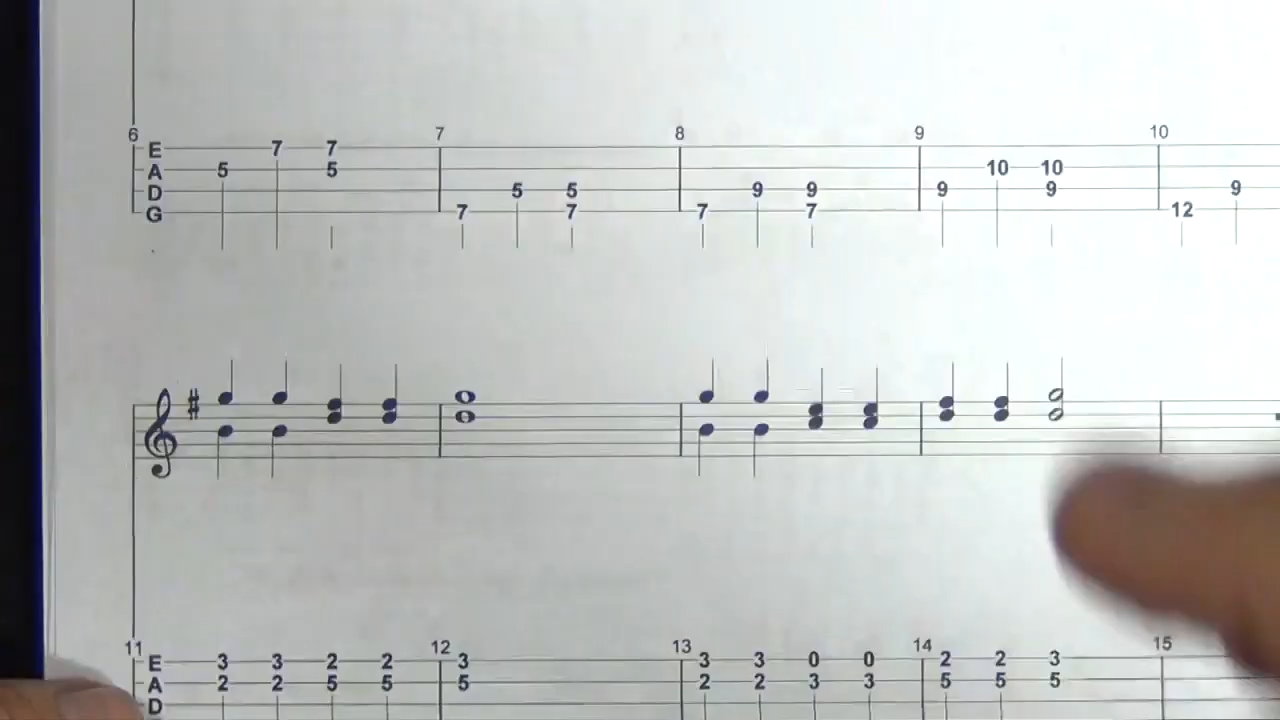 6 7 8 9 10
E 7 7
A 5 5 10 10
D 5 5 9 9 9 9 9
G 7 7 7 7 12
11 12 13 14 15
E 3 3 2 2 3 3 3 0 0 2 2 3
A 2 2 5 5 5 2 2 3 3 5 5 5
D